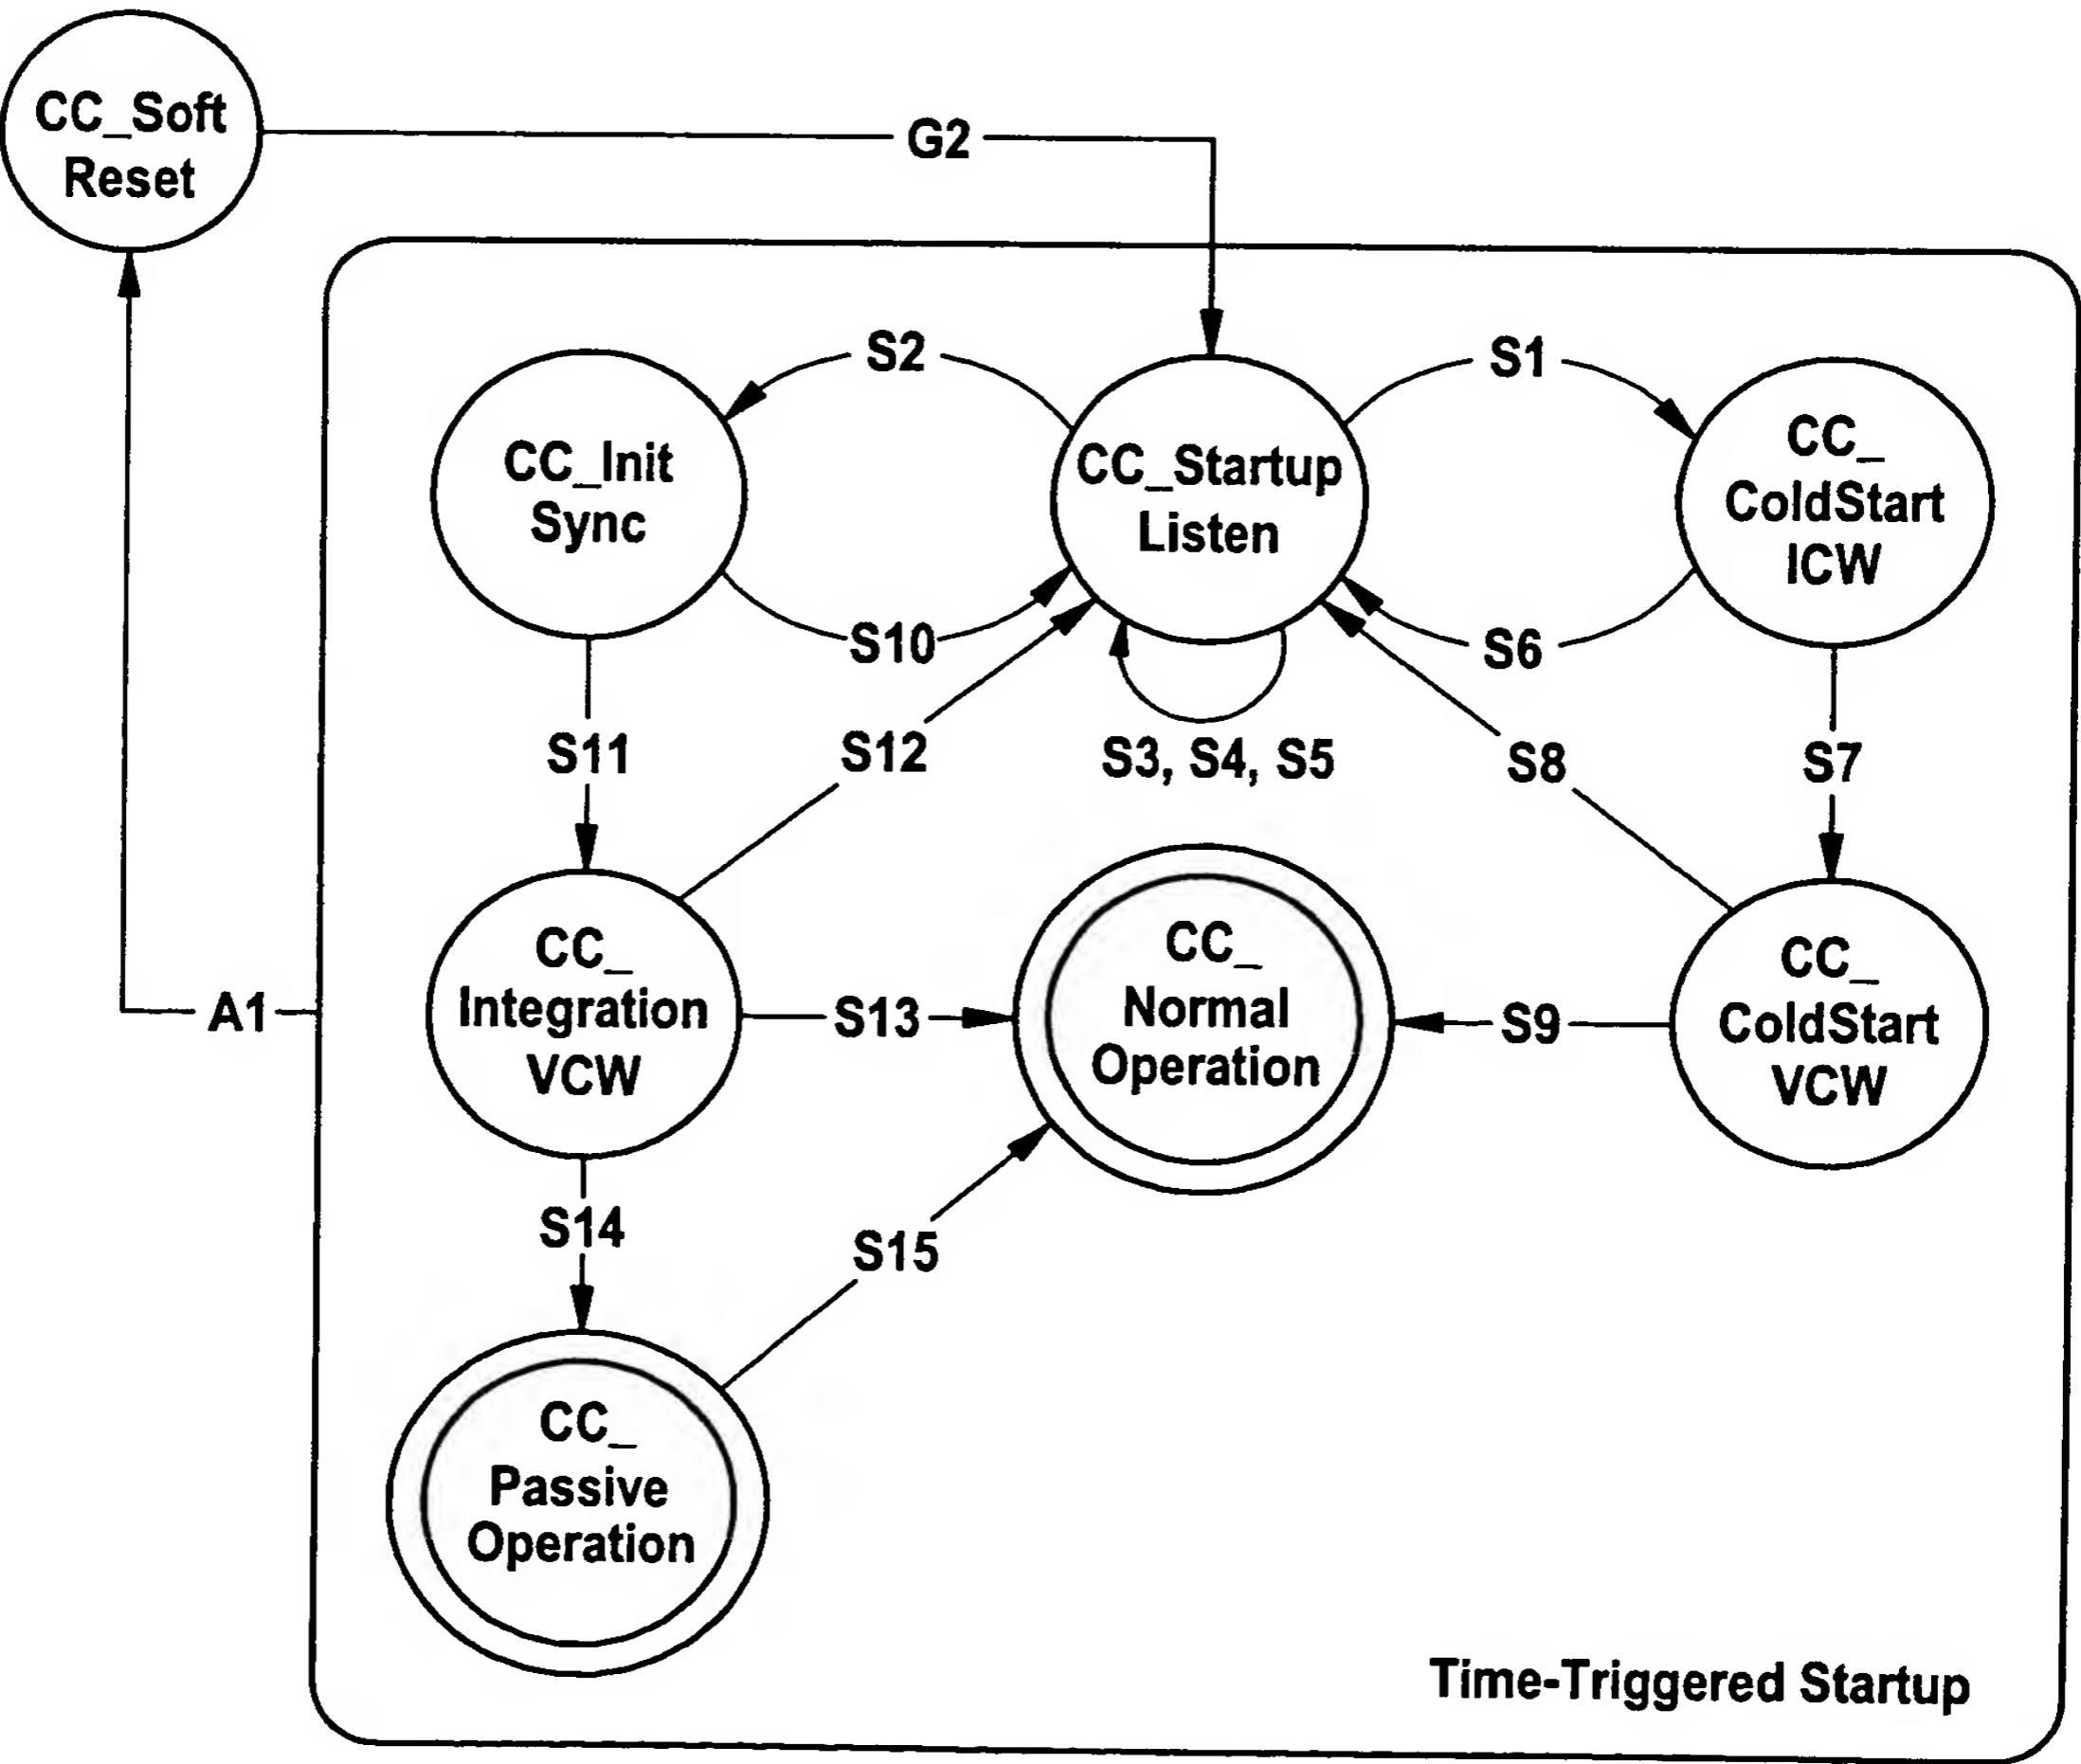 CC_Soft
Reset
G2
S2
S1
CC_Init
Sync
CC_Startup
Listen
CC_
ColdStart
ICW
S10
S6
S11
S12
S3, S4, S5
S8
S7
CC_
Integration
VCW
CC_
Normal
Operation
CC_
ColdStart
VCW
A1
S13
S9
S14
S15
CC_
Passive
Operation
Time-Triggered Startup